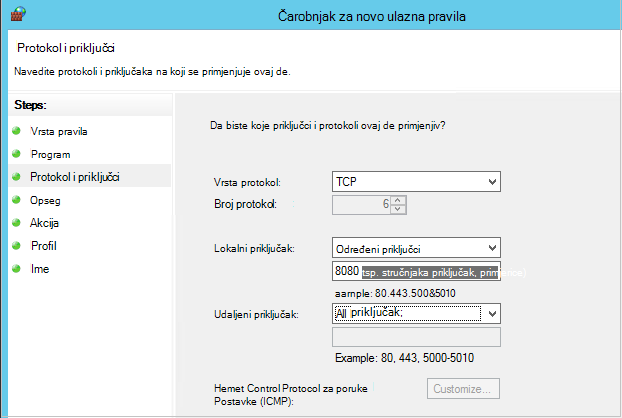 Čarobnjak za novo ulazna pravila
Protokol i priključci
Navedite protokoli i priključaka na koji se primjenjuje ovaj de.
Steps:
Vrsta pravila
Program
Protokol i priključci
Opseg
Akcija
Profil
Ime
Da biste koje priključci i protokoli ovaj de primjenjiv?
Vrsta protokol: TCP
Broj protokol: 6
Lokalni priključak: Određeni priključci
8080 tsp. stručnjaka priključak, primjerice)
aample: 80.443.500&5010
Udaljeni priključak: All priključak;
Example: 80, 443, 5000-5010
Hemet Control Protocol za poruke Customize...
Postavke (ICMP):